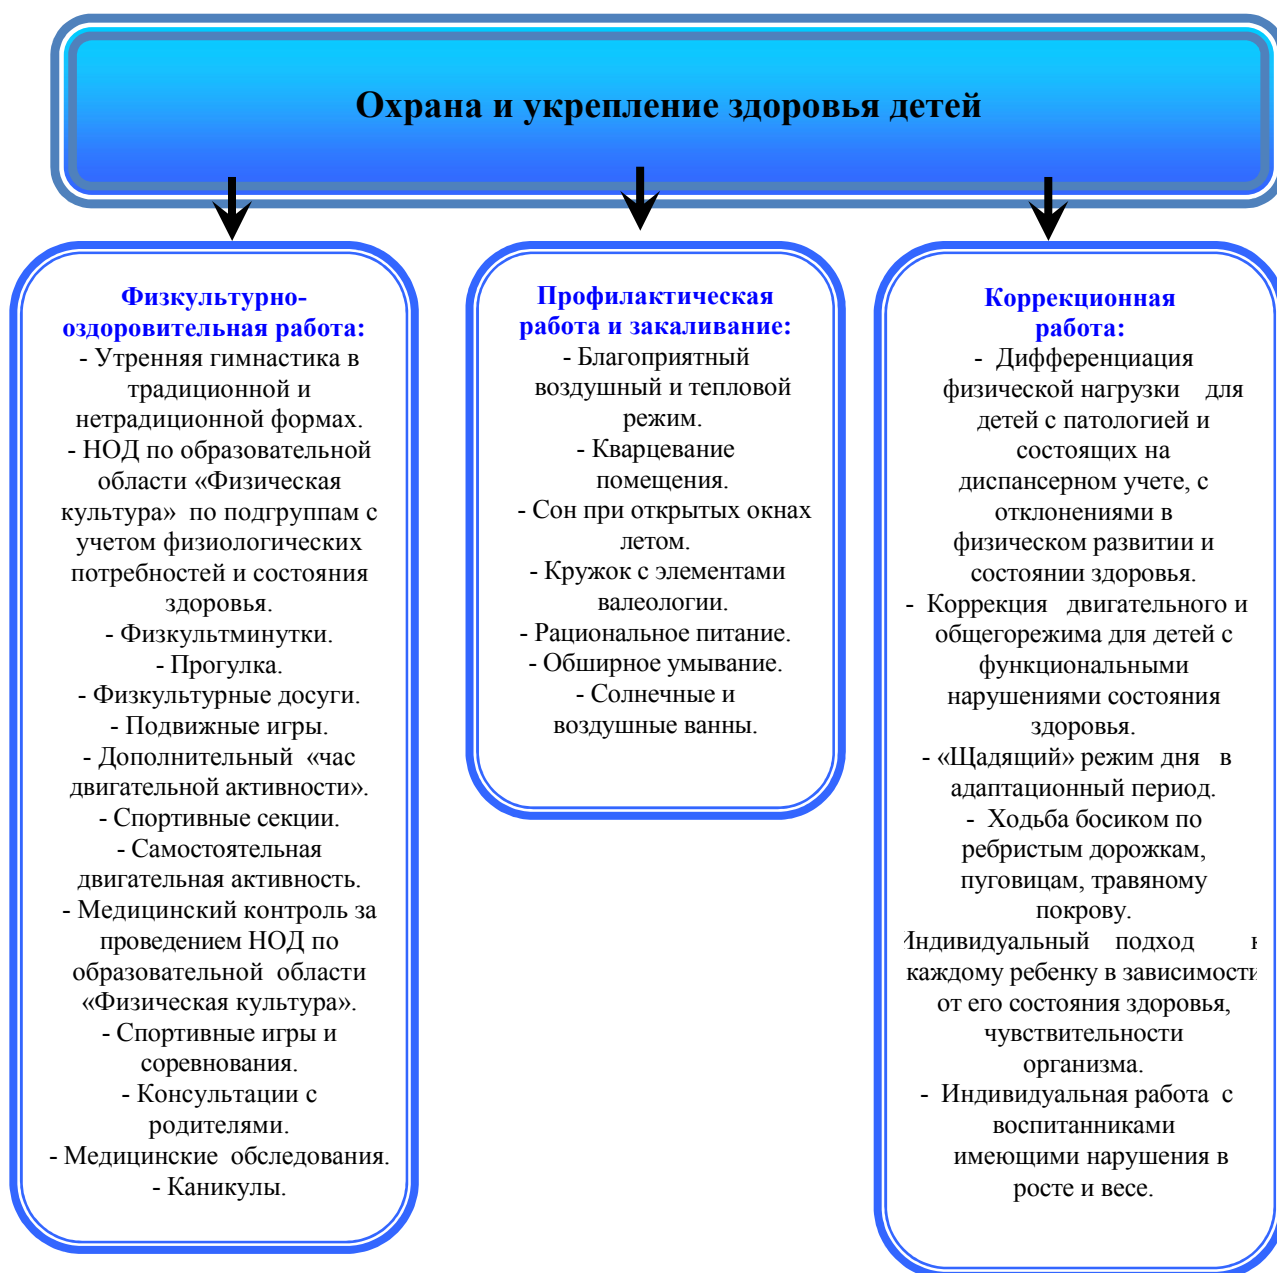 Охрана и укрепление здоровья детей
Физкультурно-
оздоровительная работа:
- Утренняя гимнастика в
традиционной и
нетрадиционной формах.
- НОД по образовательной
области «Физическая
культура» по подгруппам с
учетом физиологических
потребностей и состояния
здоровья.
- Физкультминутки.
- Прогулка.
- Физкультурные досуги.
- Подвижные игры.
- Дополнительный «час
двигательной активности».
- Спортивные секции.
- Самостоятельная
двигательная активность.
- Медицинский контроль за
проведением НОД по
образовательной области
«Физическая культура».
- Спортивные игры и
соревнования.
- Консультации с
родителями.
- Медицинские обследования.
- Каникулы.
Профилактическая
работа и закаливание:
- Благоприятный
воздушный и тепловой
режим.
- Кварцевание
помещения.
- Сон при открытых окнах
летом.
- Кружок с элементами
валеологии.
- Рациональное питание.
- Обширное умывание.
- Солнечные и
воздушные ванны.
Коррекционная
работа:
- Дифференциация
физической нагрузки для
детей с патологией и
состоящих на
диспансерном учете, с
отклонениями в
физическом развитии и
состоянии здоровья.
- Коррекция двигательного и
общегорежима для детей с
функциональными
нарушениями состояния
здоровья.
- «Щадящий» режим дня в
адаптационный период.
- Ходьба босиком по
ребристым дорожкам,
пуговицам, травяному
покрову.
Индивидуальный подход к
каждому ребенку в зависимости
от его состояния здоровья,
чувствительности
организма.
- Индивидуальная работа с
воспитанниками
имеющими нарушения в
росте и весе.